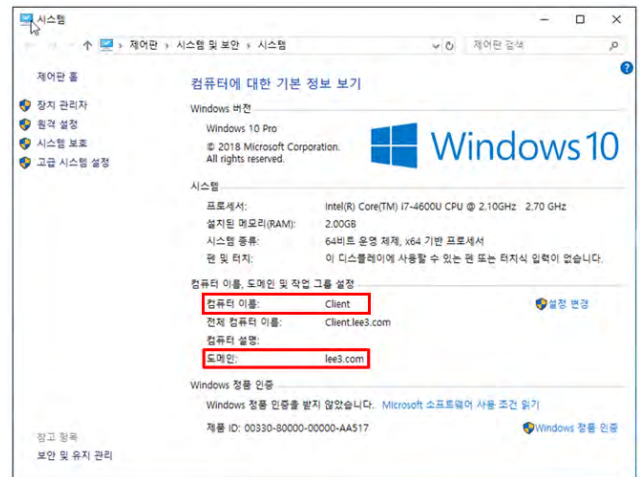 시스템
제어판 › 시스템 및 보안 › 시스템
제어판 검색
제어판 홈
장치 관리자
원격 설정
시스템 보호
고급 시스템 설정
컴퓨터에 대한 기본 정보 보기
Windows 버전
Windows 10 Pro
© 2018 Microsoft Corporation.
All rights reserved.
Windows 10
시스템
프로세서: Intel(R) Core(TM) i7-4600U CPU @ 2.10GHz 2.70 GHz
설치된 메모리(RAM): 2.00GB
시스템 종류: 64비트 운영 체제, x64 기반 프로세서
펜 및 터치: 이 디스플레이에 사용할 수 있는 펜 또는 터치식 입력이 없습니다.
컴퓨터 이름, 도메인 및 작업 그룹 설정
컴퓨터 이름: Client
설정 변경
전체 컴퓨터 이름: Client.lee3.com
컴퓨터 설명:
도메인: lee3.com
Windows 정품 인증
Windows 정품 인증을 받지 않았습니다. Microsoft 소프트웨어 사용 조건 읽기
제품 ID: 00330-80000-00000-AA517
Windows 정품 인증
참고 항목
보안 및 유지 관리